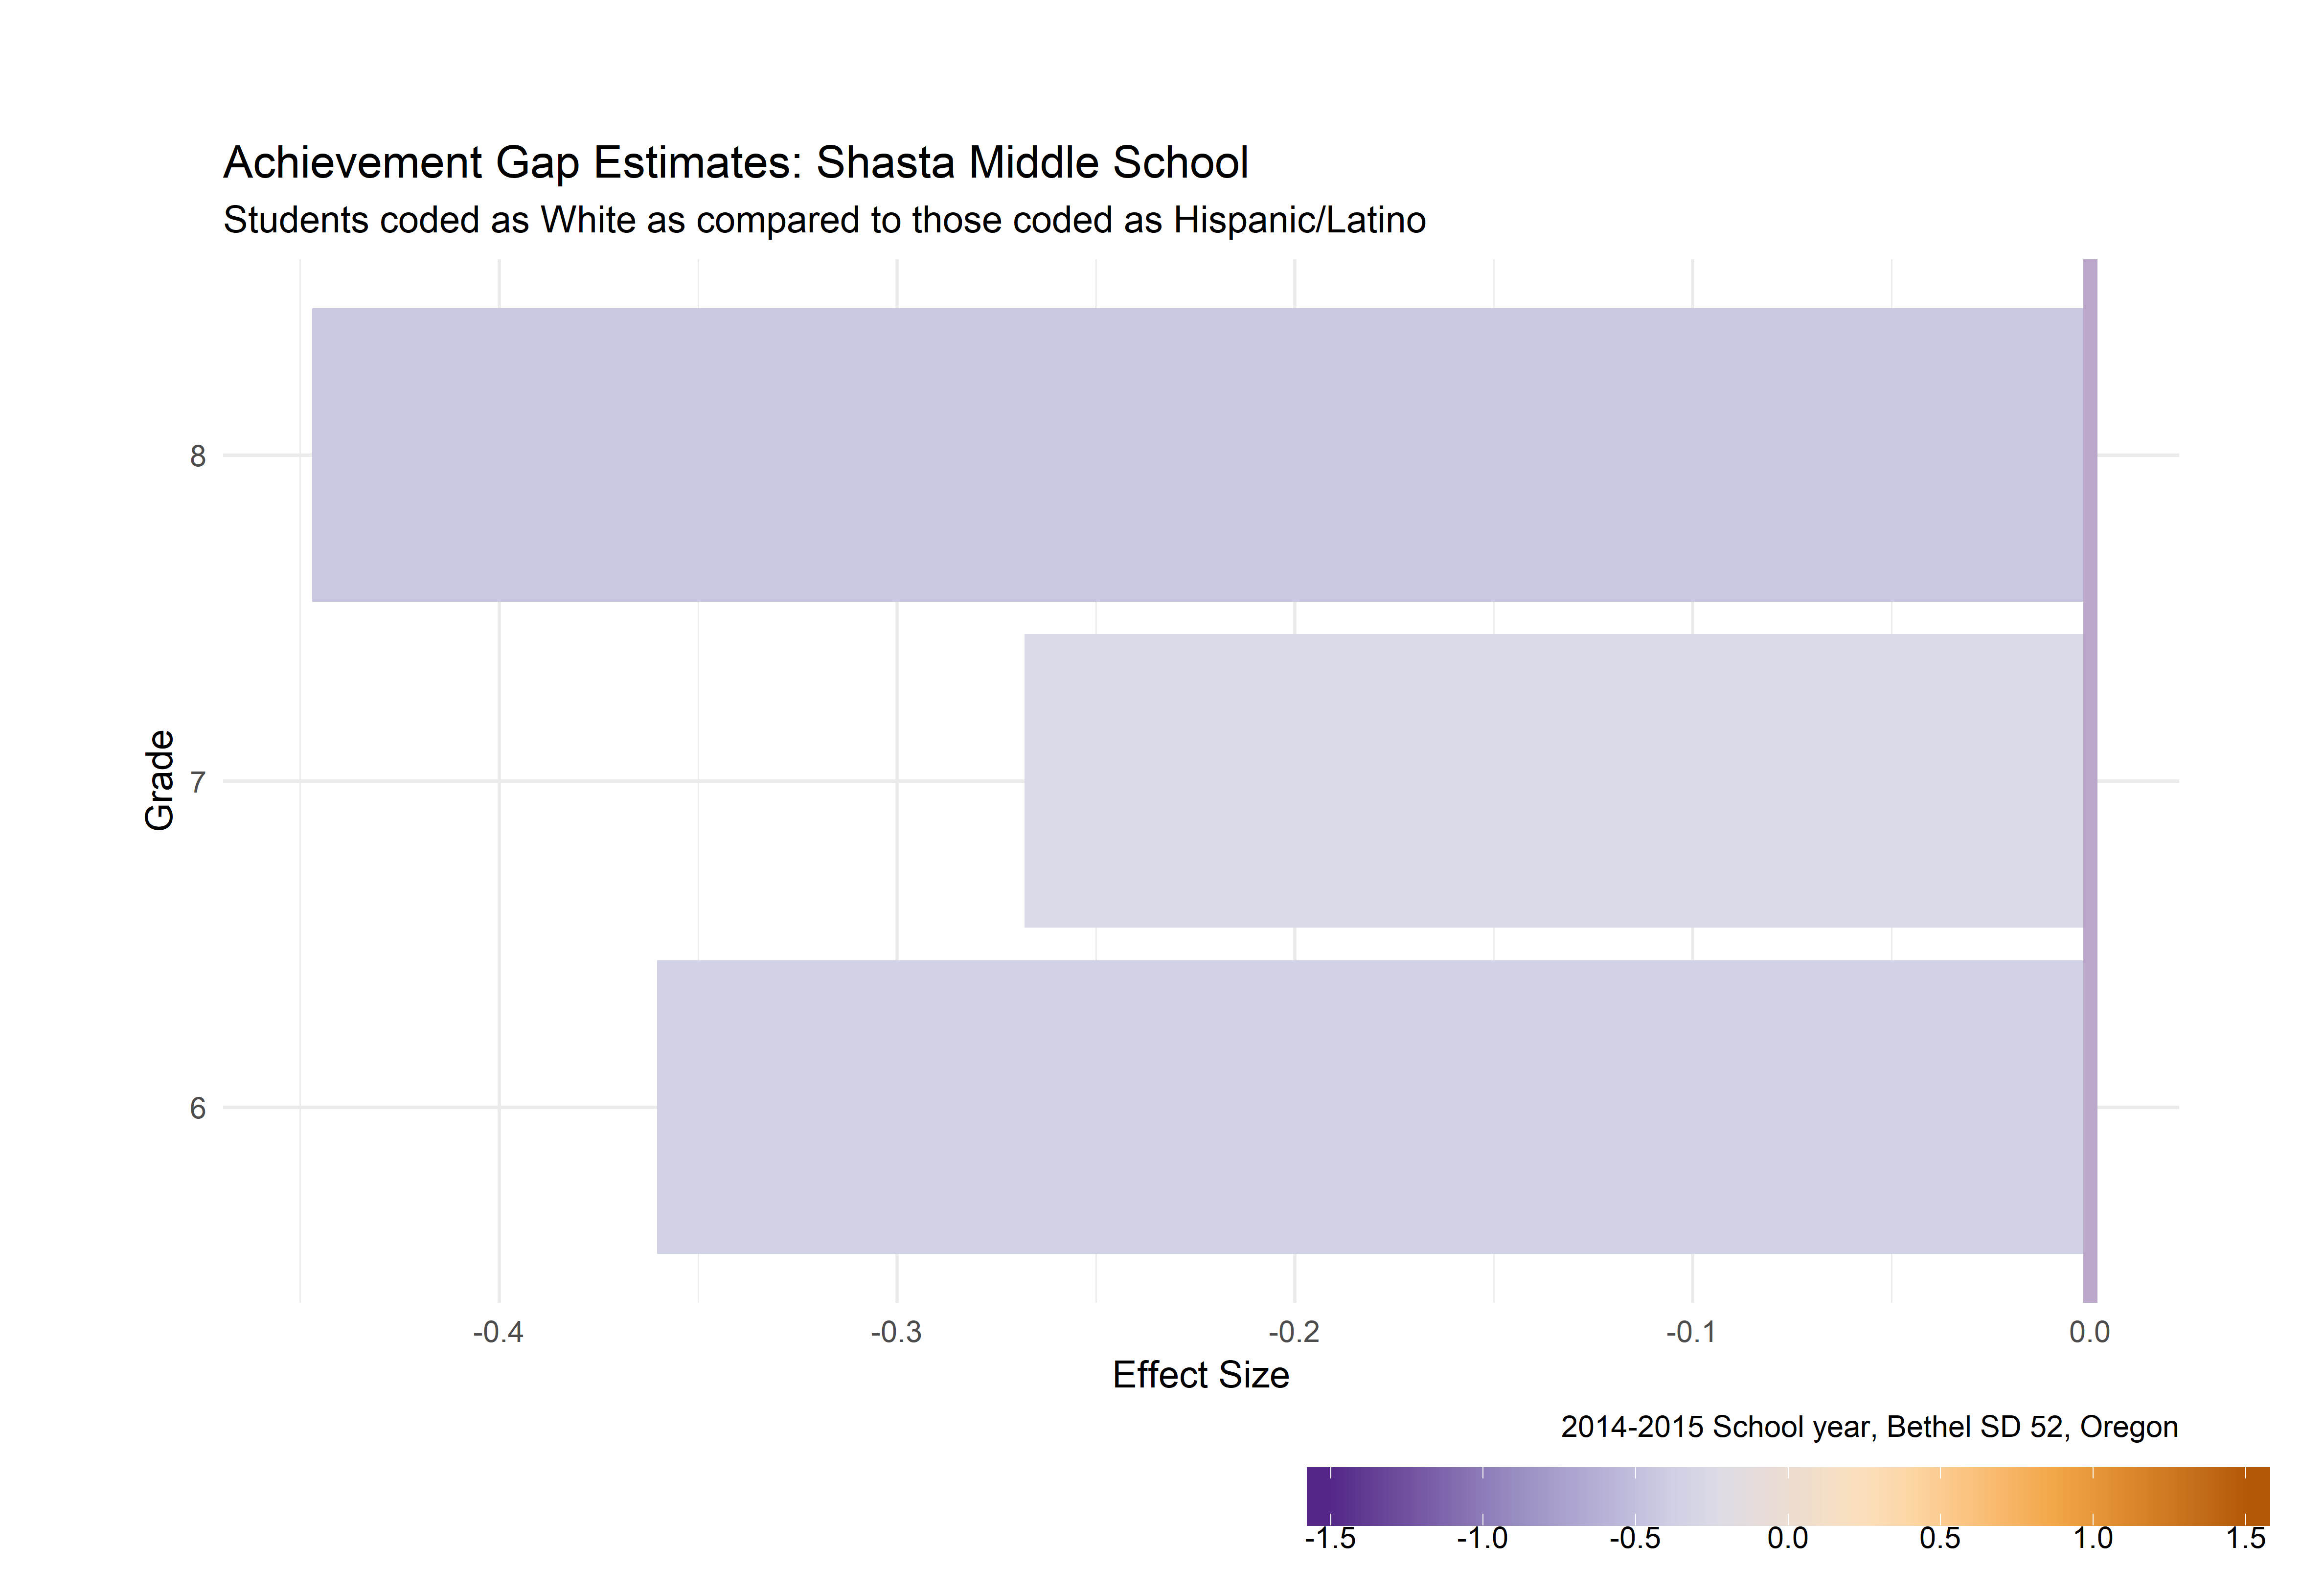 Achievement Gap Estimates: Shasta Middle School
Students coded as White as compared to those coded as Hispanic/Latino
8
7
6
Grade
-0.4 -0.3 -0.2 -0.1 0.0
Effect Size
2014-2015 School year, Bethel SD 52, Oregon
-1.5 -1.0 -0.5 0.0 0.5 1.0 1.5